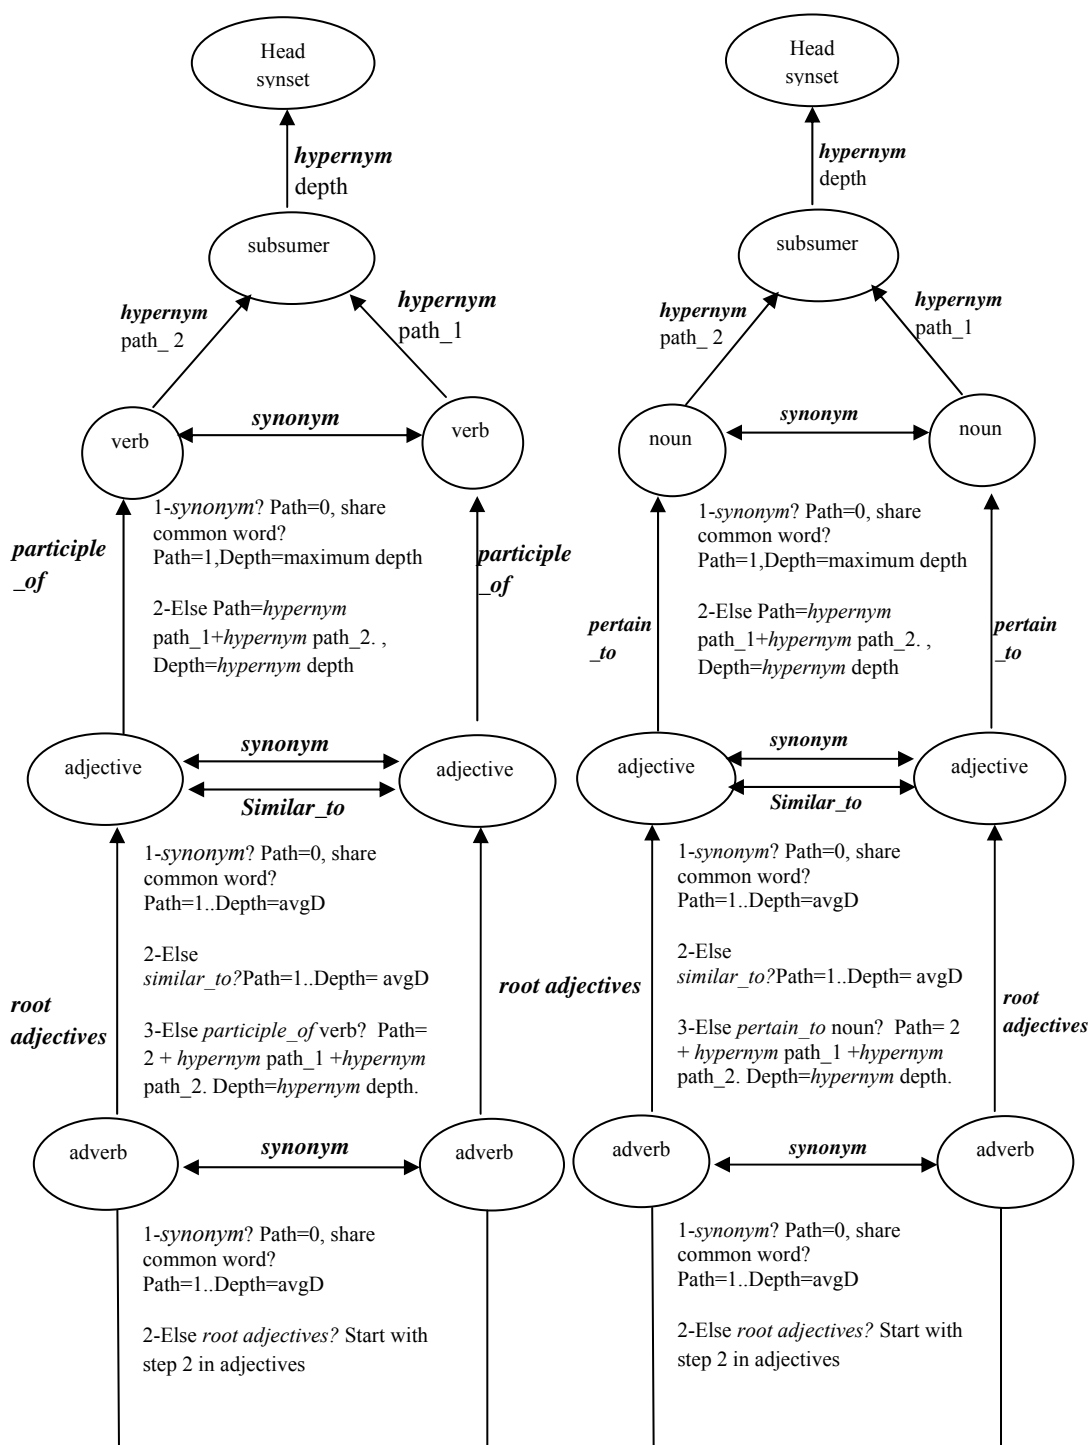 Head
synset
hypernym
depth
subsumer
hypernym
path_ 2
hypernym
path_1
verb
synonym
verb
participle
_of
1-synonym? Path=0, share
common word?
Path=1,Depth=maximum depth
2-Else Path=hypernym
path_1+hypernym path_2. ,
Depth=hypernym depth
participle
_of
adjective
synonym
Similar_to
adjective
root
adjectives
1-synonym? Path=0, share
common word?
Path=1..Depth=avgD
2-Else
similar_to?Path=1..Depth= avgD
3-Else participle_of verb? Path=
2 + hypernym path_1 +hypernym
path_2. Depth=hypernym depth.
root adjectives
adverb
synonym
adverb
1-synonym? Path=0, share
common word?
Path=1..Depth=avgD
2-Else root adjectives? Start with
step 2 in adjectives
Head
synset
hypernym
depth
subsumer
hypernym
path_ 2
hypernym
path_1
noun
synonym
noun
pertain
_to
1-synonym? Path=0, share
common word?
Path=1,Depth=maximum depth
2-Else Path=hypernym
path_1+hypernym path_2. ,
Depth=hypernym depth
pertain
_to
adjective
synonym
Similar_to
adjective
1-synonym? Path=0, share
common word?
Path=1..Depth=avgD
2-Else
similar_to?Path=1..Depth= avgD
3-Else pertain_to noun? Path= 2
+ hypernym path_1 +hypernym
path_2. Depth=hypernym depth.
root
adjectives
adverb
synonym
adverb
1-synonym? Path=0, share
common word?
Path=1..Depth=avgD
2-Else root adjectives? Start with
step 2 in adjectives